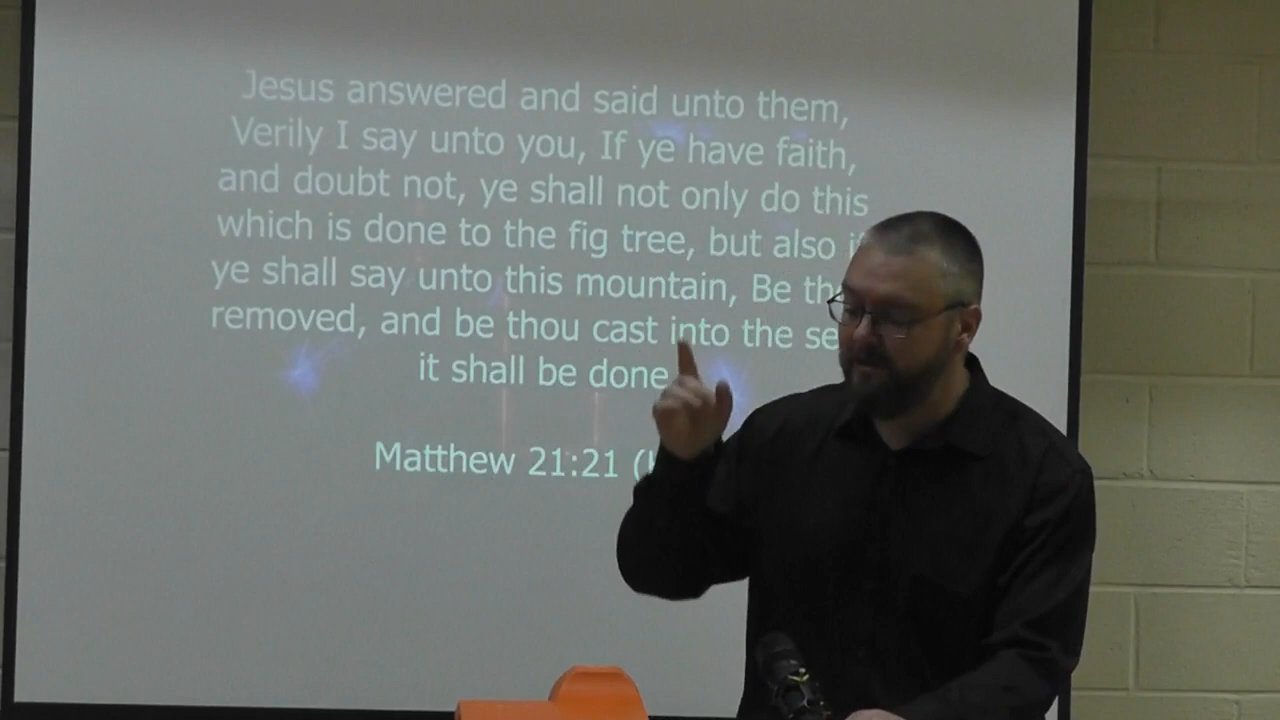 Jesus answered and said unto them,
Verily I say unto you, If ye have faith,
and doubt not, ye shall not only do this
which is done to the fig tree, but also
ye shall say unto this mountain, Be
removed, and be thou cast into the
it shall be done
Matthew 21:21 (